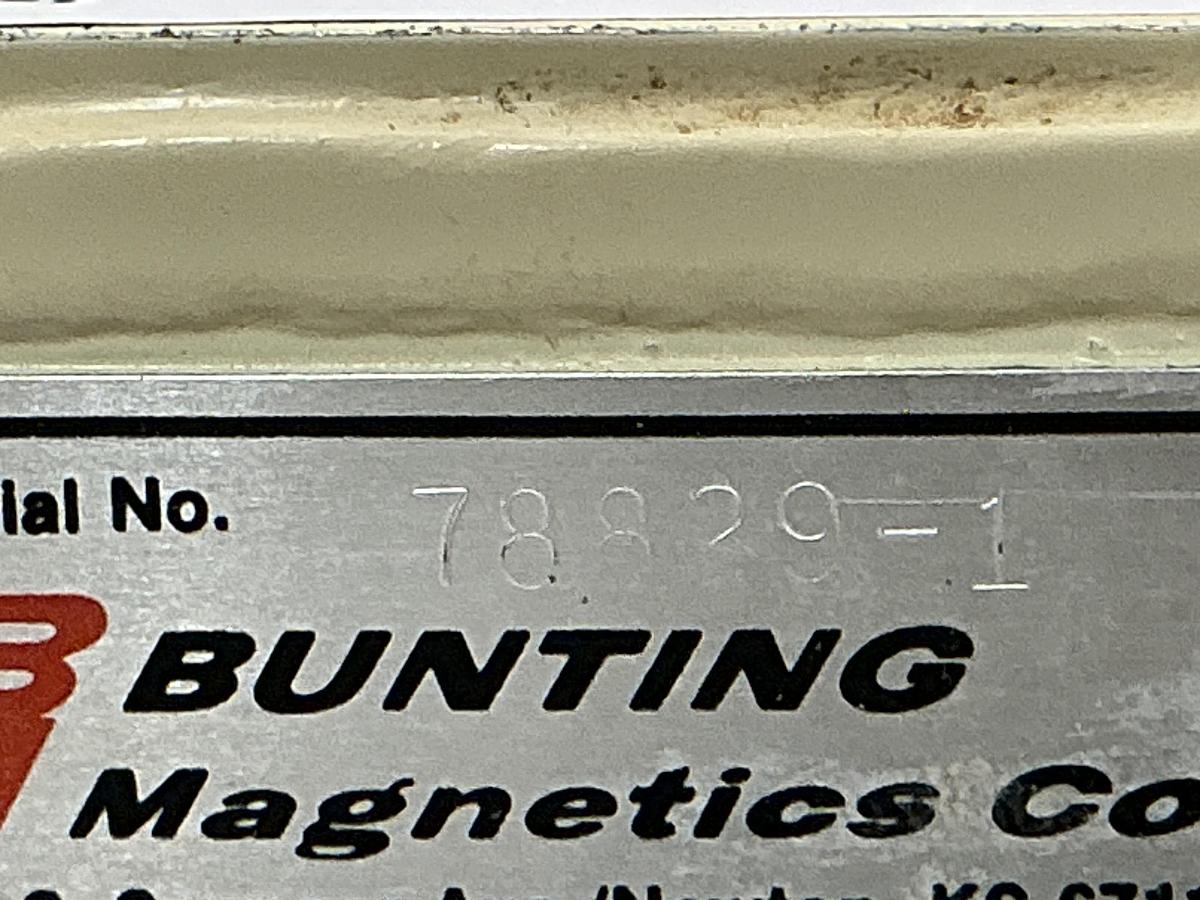 ial No. 78829-1
B BUNTING
Magnetics Co